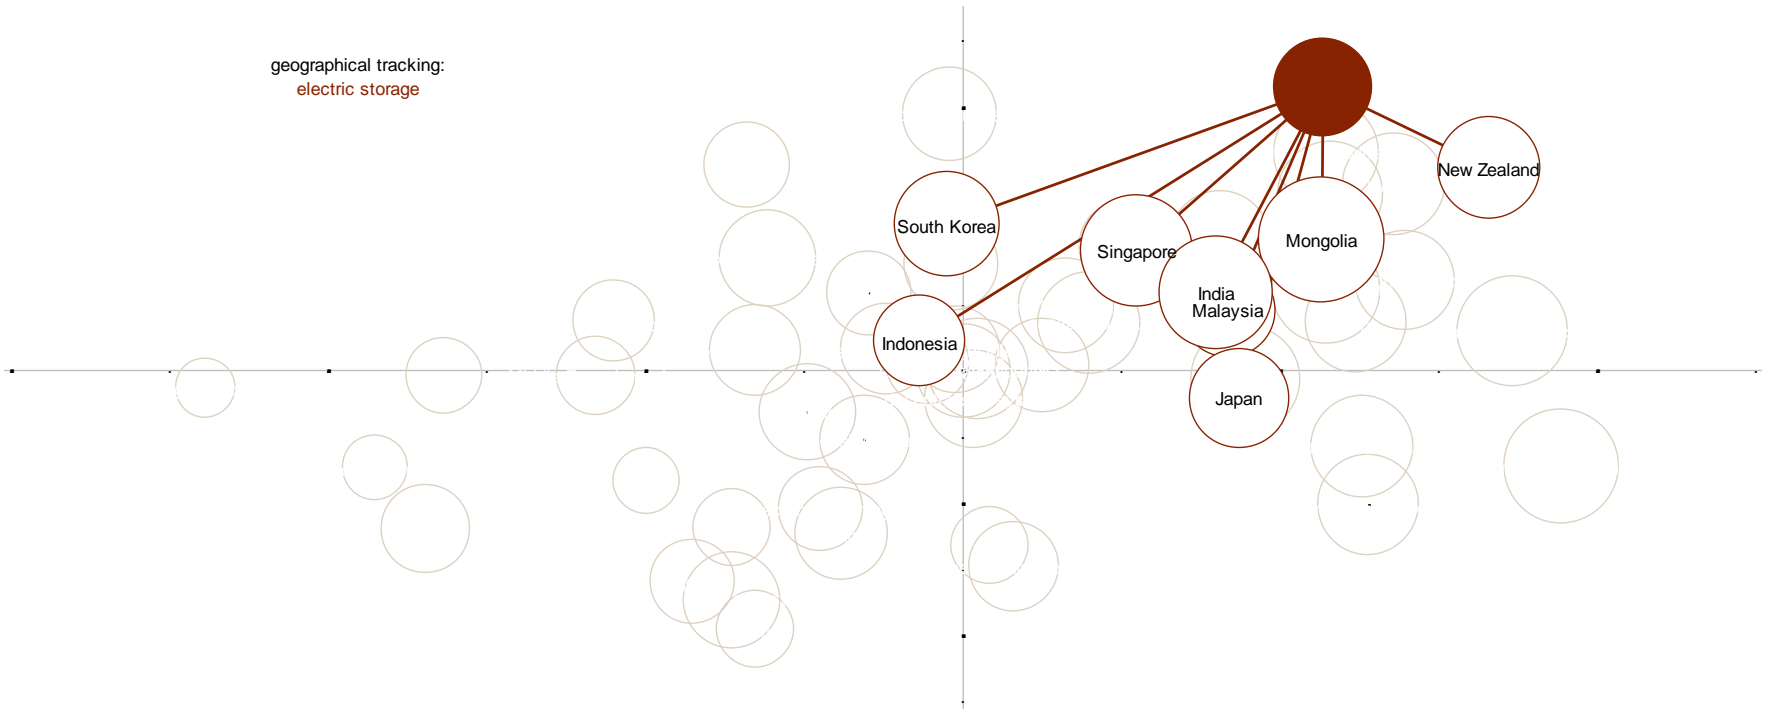 geographical tracking:
electric storage
New Zealand
South Korea
Mongolia
Singapore
India
Malaysia
Indonesia
Japan